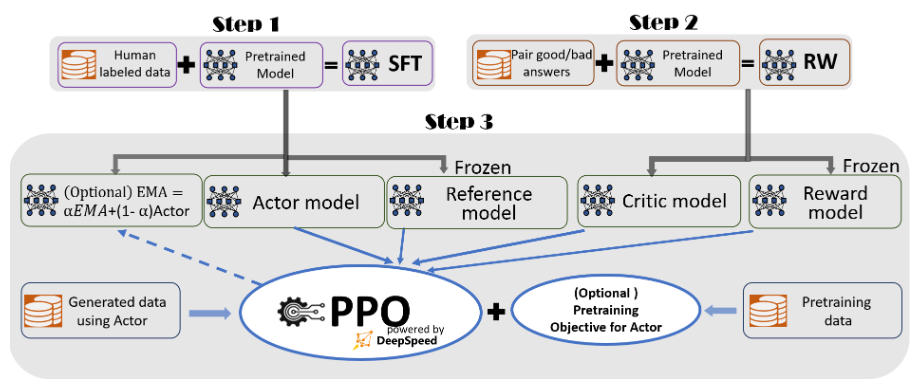 Step 1
Step 2
Human
labeled data
+
Pretrained
Model
=
SFT
Pair good/bad
answers
+
Pretrained
Model
=
RW
Step 3
Frozen
Frozen
(Optional) EMA =
αEMA+(1- α)Actor
Actor model
Reference
model
Critic model
Reward
model
Generated data
using Actor
PPO
powered by
DeepSpeed
+
(Optional )
Pretraining
Objective for Actor
Pretraining
data